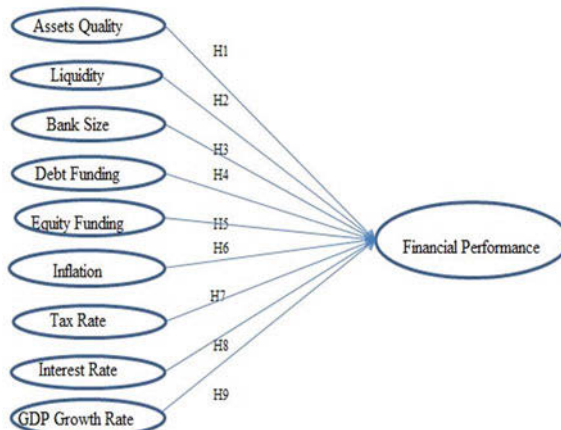 Assets Quality
H1
Liquidity
H2
Bank Size
H3
Debt Funding
H4
Equity Funding
H5
Financial Performance
H6
Inflation
H7
Tax Rate
H8
Interest Rate
H9
GDP Growth Rate